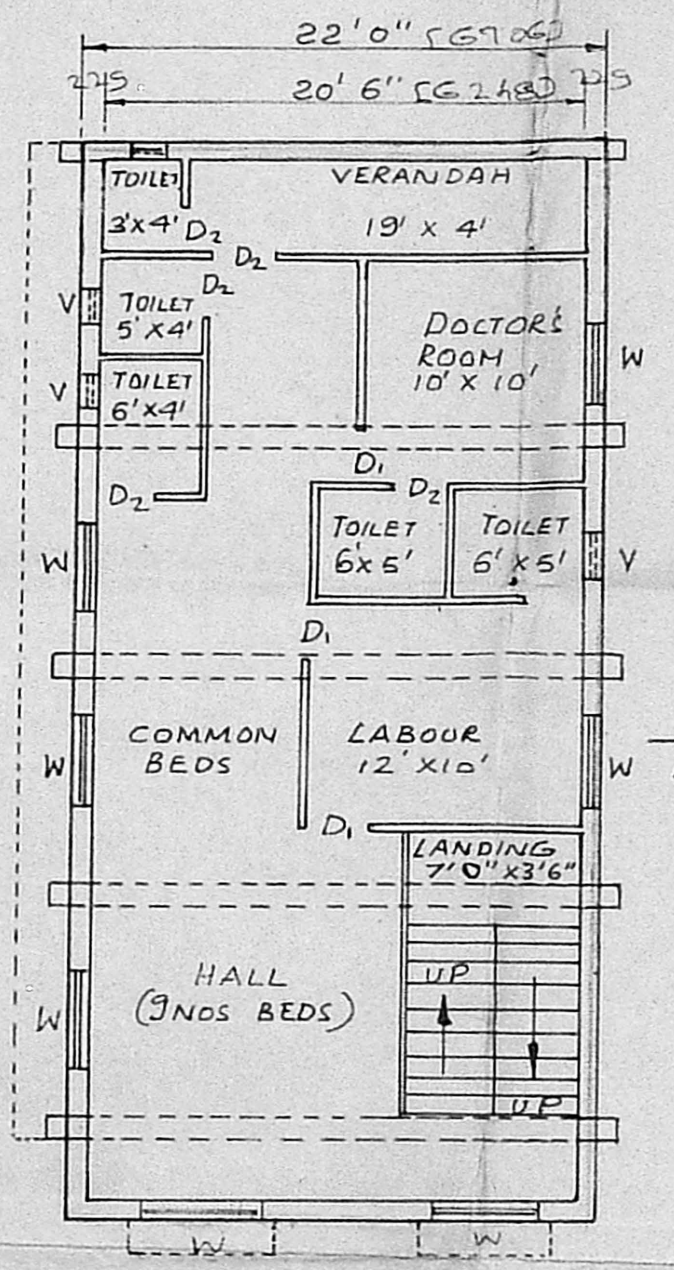 22'0" [6706]
225 20' 6" [6248] 225
TOILET
3'X4'
VERANDAH
19' X 4'
D2
D2
D2
V
TOILET
5'X4'
DOCTOR'S
ROOM
10' X 10'
W
V
TOILET
6'X4'
D1
D2
D2
TOILET
6'X5'
TOILET
6'X5'
W
V
D1
COMMON
BEDS
LABOUR
12'X10'
W
W
D1
LANDING
7'0"X3'6"
HALL
(9NOS BEDS)
UP
W
UP
W
W